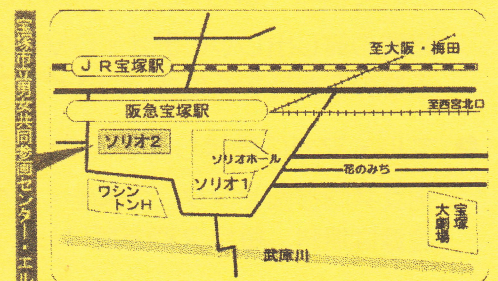 宝塚市立男女共同参画センター・エル
至大阪・梅田
JR宝塚駅
阪急宝塚駅
至西宮北口
ソリオ2
ソリオホール
ソリオ1
花のみち
ワシン
トンH
宝塚
大劇場
武庫川